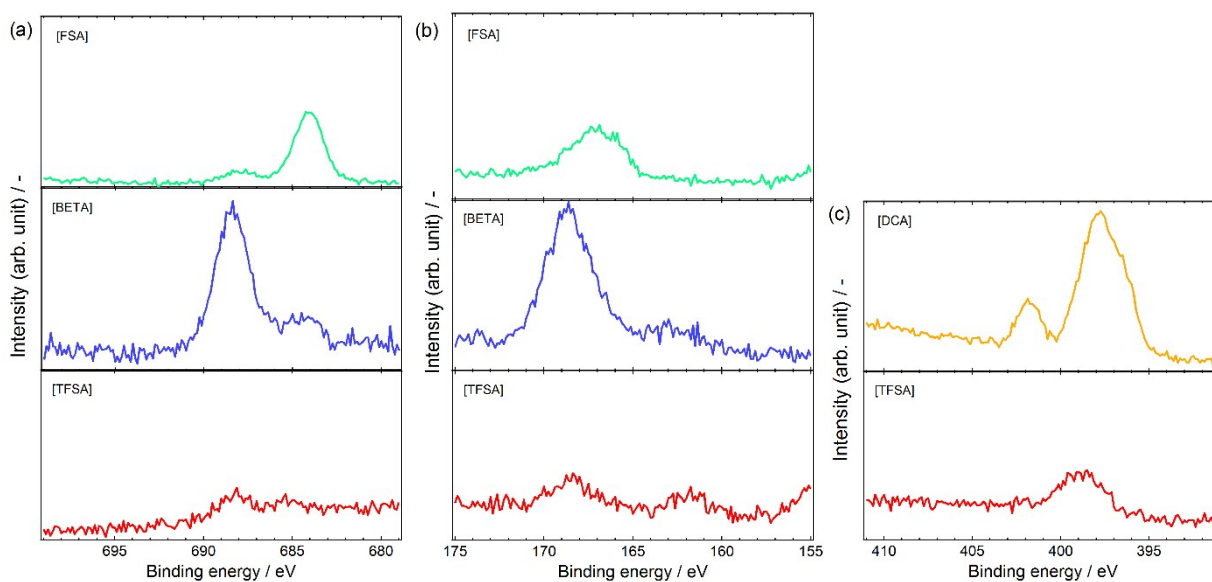 (a)
[FSA]
[BETA]
[TFSA]
Intensity (arb. unit) / -
695 690 685 680
Binding energy / eV
(b)
[FSA]
[BETA]
[TFSA]
Intensity (arb. unit) / -
175 170 165 160 155
Binding energy / eV
(c)
[DCA]
[TFSA]
Intensity (arb. unit) / -
410 405 400 395
Binding energy / eV